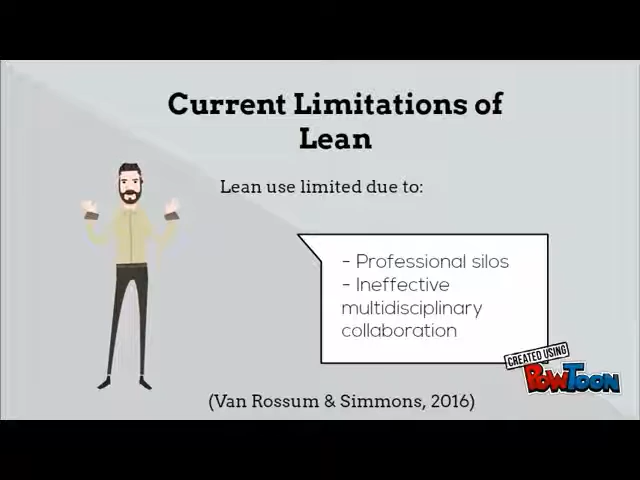 Current Limitations of
Lean
Lean use limited due to:
- Professional silos
- Ineffective
multidisciplinary
collaboration
CREATED USING
POWTOON
(Van Rossum & Simmons, 2016)